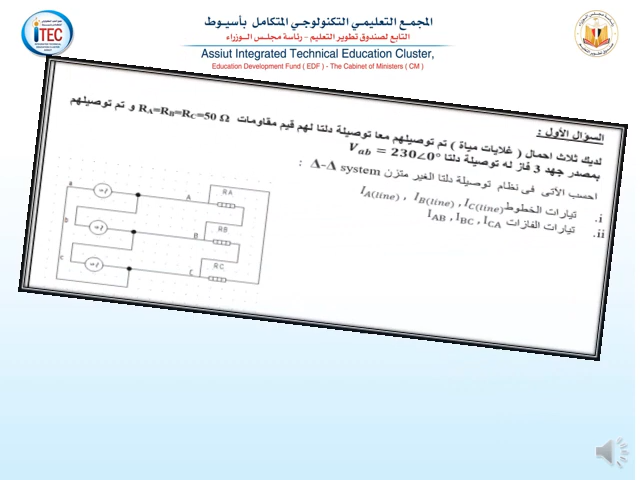 المجمع التعليمي التكنولوجي المتكامل بأسيوط
التابع لصندوق تطوير التعليم - رئاسة مجلس الوزراء
Assiut Integrated Technical Education Cluster,
Education Development Fund ( EDF ) - The Cabinet of Ministers ( CM )
iTEC
السؤال الأول :
لديك ثلاث احمال ( غلايات مياة ) تم توصيلهم معا توصيلة دلتا لهم قيم مقاومات RA=RB=RC=50 Ω و تم توصيلهم
بمصدر جهد 3 فاز له توصيلة دلتا Vab = 230∠0°
احسب الأتى فى نظام توصيلة دلتا الغير متزن Δ-Δ system :
i. تيارات الخطوط IA(line) , IB(line) , IC(line)
ii. تيارات الفازات IAB , IBC , ICA
a
A
RA
b
B
RB
c
C
RC